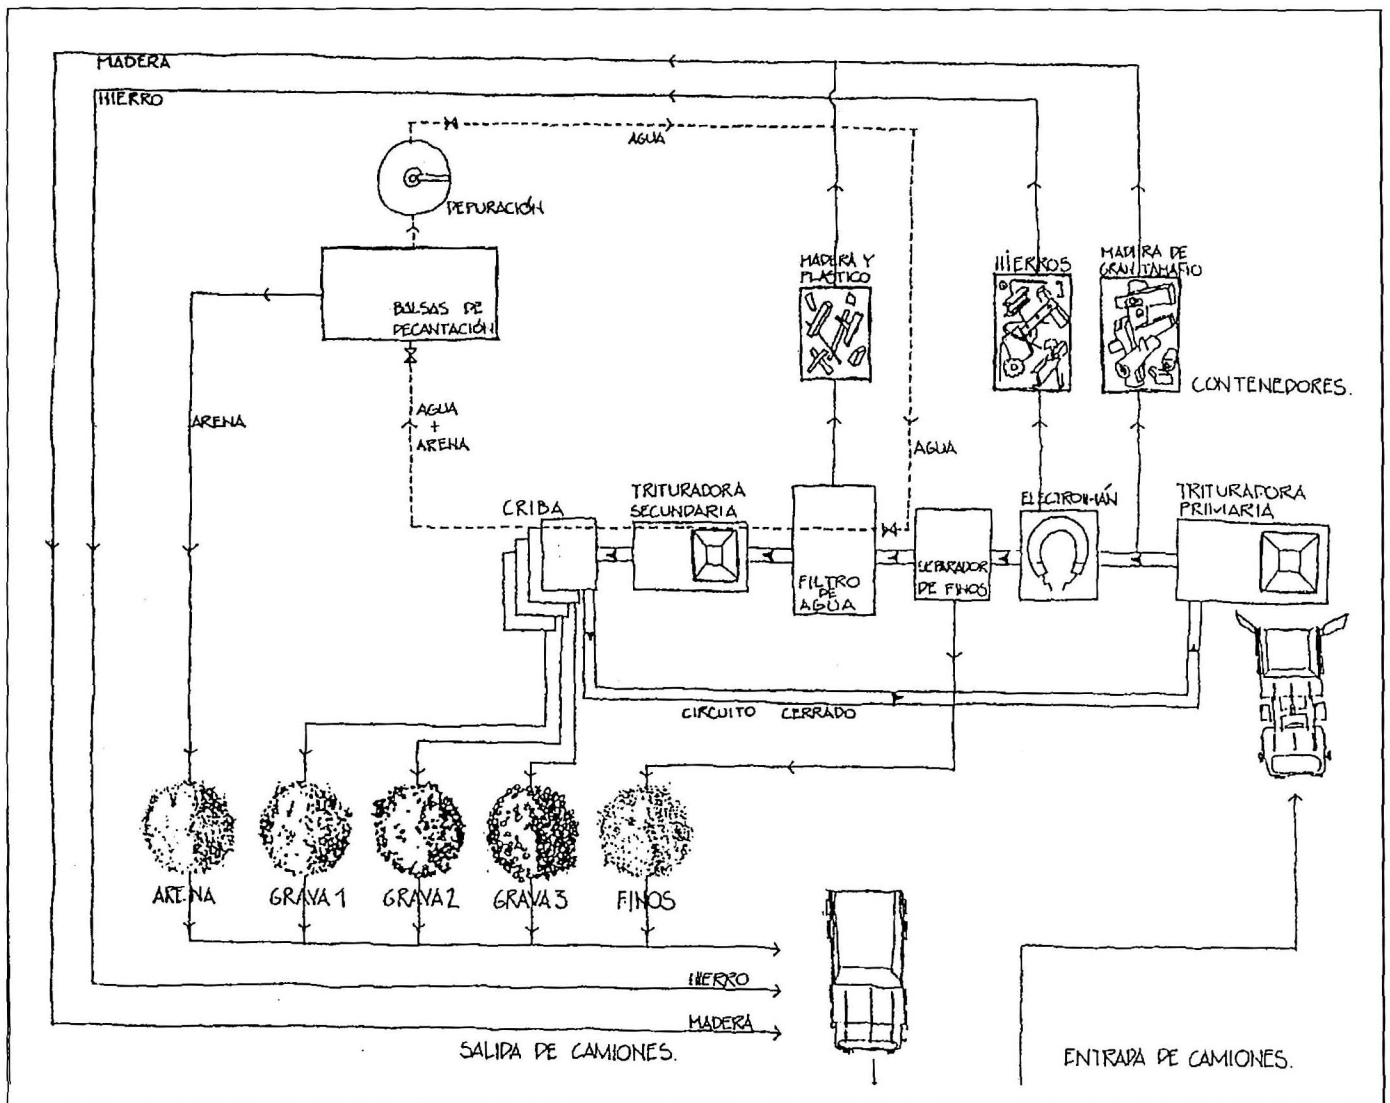 MADERA
HIERRO
AGUA
DEPURACIÓN
MADERA Y
PLÁSTICO
HIERROS
MADERA DE
GRAN TAMAÑO
BALSAS DE
DECANTACIÓN
CONTENEDORES.
ARENA
AGUA
+
ARENA
AGUA
CRIBA
TRITURADORA
SECUNDARIA
ELECTROIMÁN
TRITURADORA
PRIMARIA
FILTRO
DE
AGUA
SEPARADOR
DE FINOS
CIRCUITO CERRADO
ARENA
GRAVA 1
GRAVA 2
GRAVA 3
FINOS
HIERRO
MADERA
SALIDA DE CAMIONES.
ENTRADA DE CAMIONES.